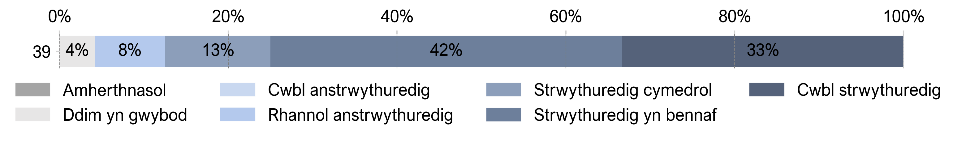 0% 20% 40% 60% 80% 100%
39 4% 8% 13% 42% 33%
Amherthnasol Cwbl anstrwythuredig Strwythuredig cymedrol Cwbl strwythuredig
Ddim yn gwybod Rhannol anstrwythuredig Strwythuredig yn bennaf